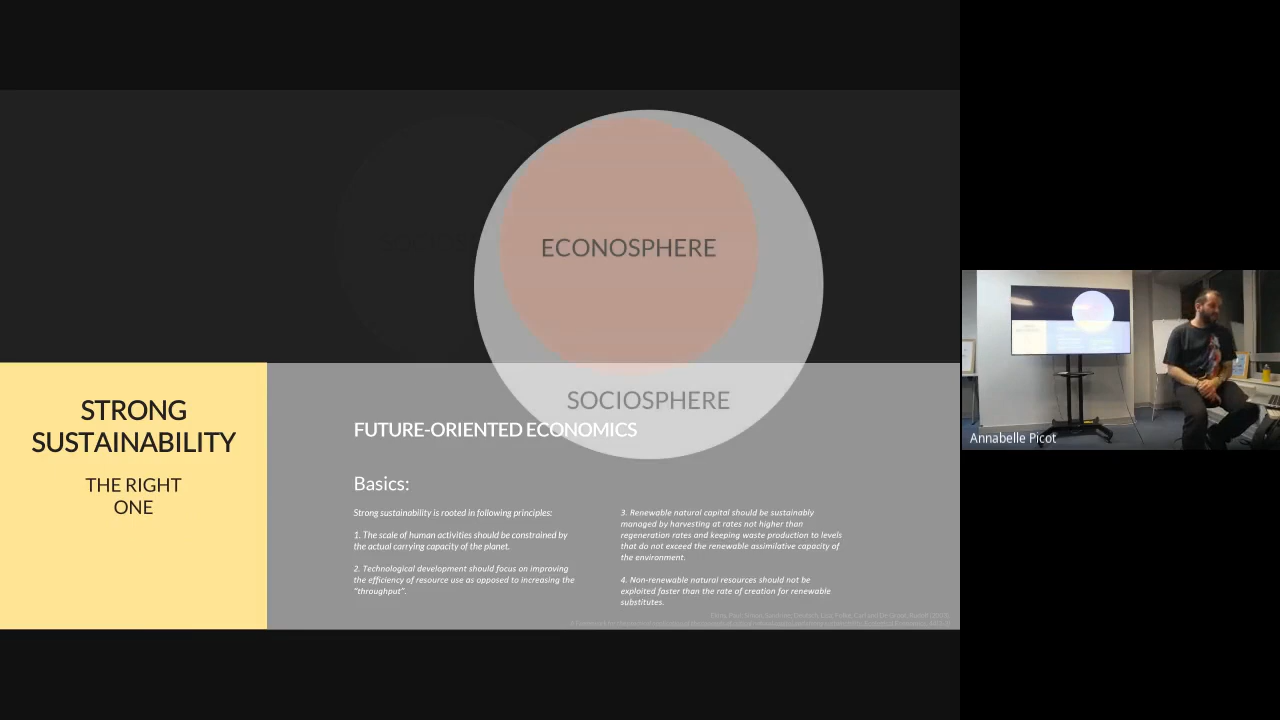 ECONOSPHERE
SOCIOSPHERE
STRONG
SUSTAINABILITY
THE RIGHT
ONE
FUTURE-ORIENTED ECONOMICS
Basics:
Strong sustainability is rooted in following principles:
1. The scale of human activities should be constrained by
the actual carrying capacity of the planet.
2. Technological development should focus on improving
the efficiency of resource use as opposed to increasing the
“throughput”.
3. Renewable natural capital should be sustainably
managed by harvesting at rates not higher than
regeneration rates and keeping waste production to levels
that do not exceed the renewable assimilative capacity of
the environment.
4. Non-renewable natural resources should not be
exploited faster than the rate of creation for renewable
substitutes.
Annabelle Picot